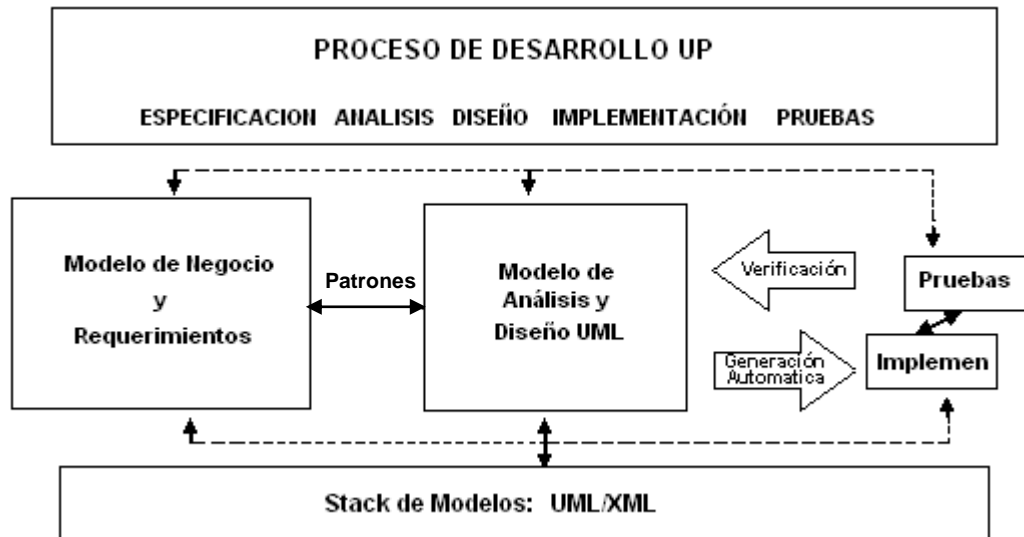 PROCESO DE DESARROLLO UP
ESPECIFICACION ANALISIS DISEÑO IMPLEMENTACIÓN PRUEBAS
Modelo de Negocio
y
Requerimientos
Patrones
Modelo de
Análisis y
Diseño UML
Verificación
Generación
Automatica
Pruebas
Implemen
Stack de Modelos: UML/XML